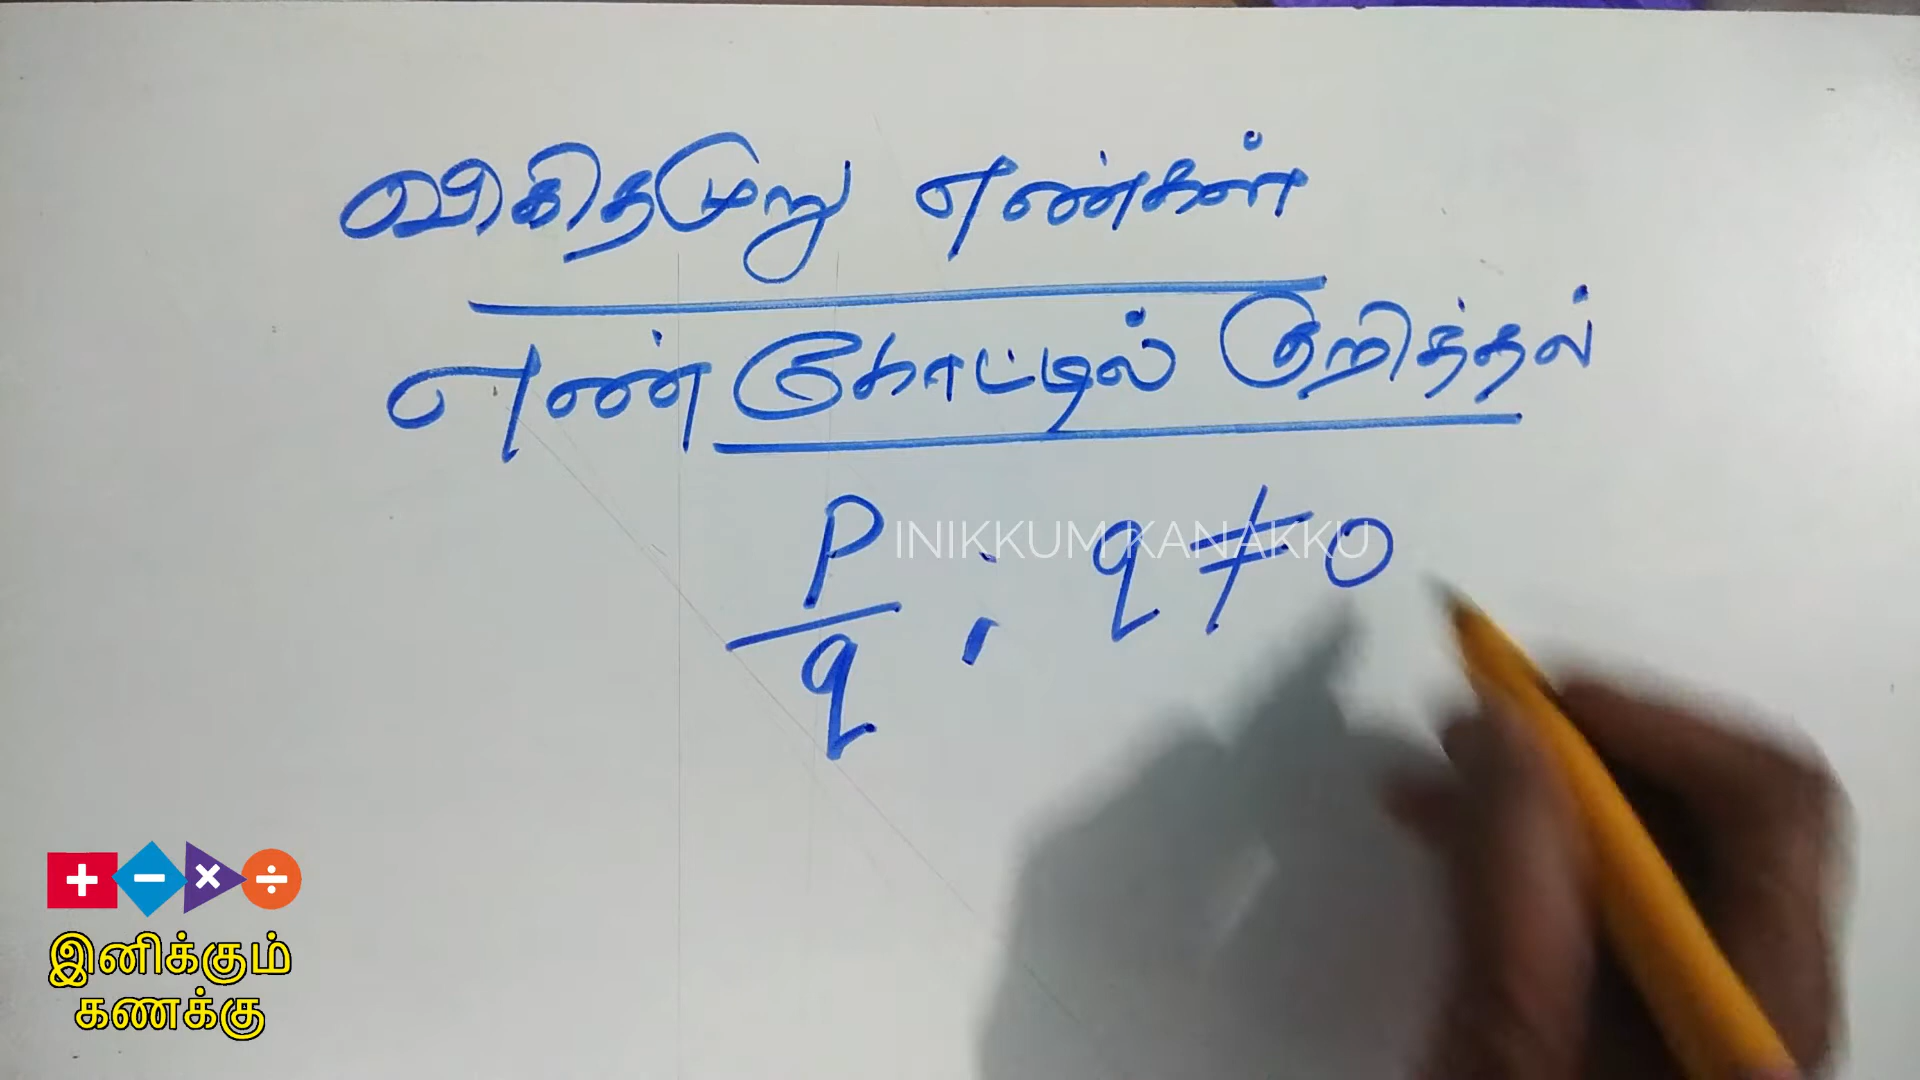 விகிதமுறு எண்கள்
எண் கோட்டில் குறித்தல்
p/q ; q ≠ 0
INIKKUM KANAKKU
+ − × ÷
இனிக்கும்
கணக்கு